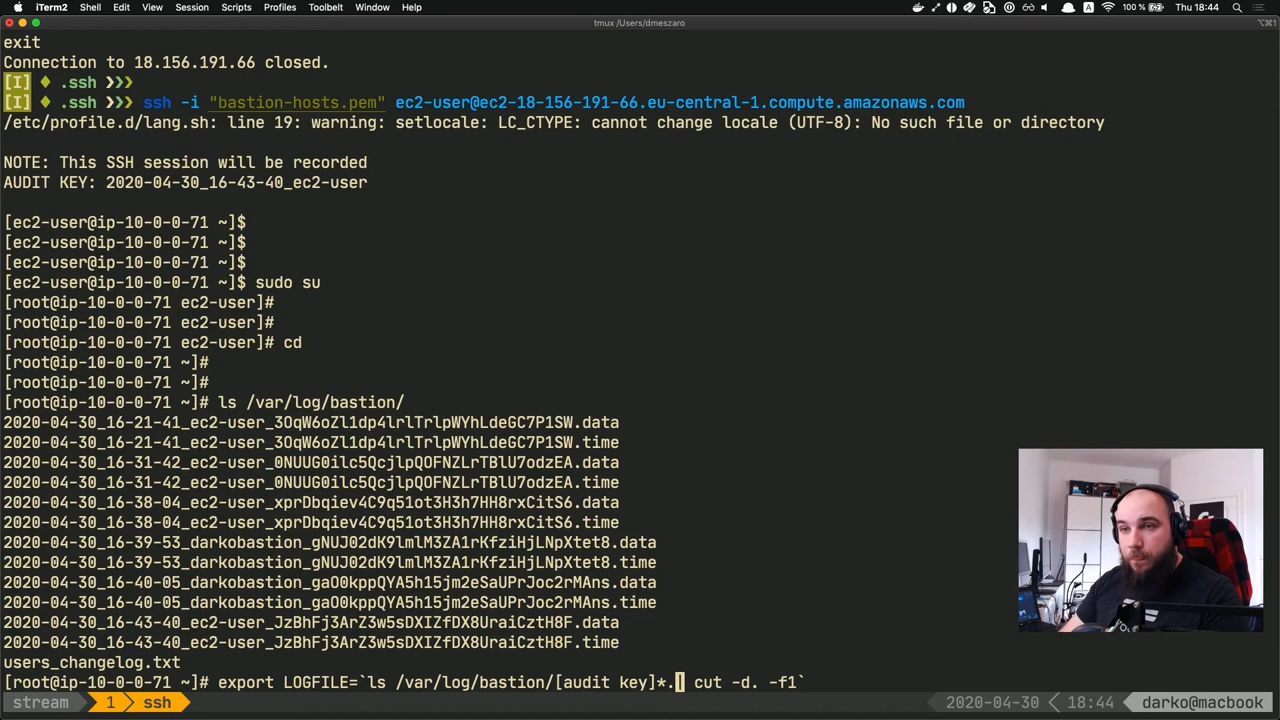 iTerm2 Shell Edit View Session Scripts Profiles Toolbelt Window Help 100 % Thu 18:44
tmux /Users/dmeszaro ⌥⌘1
exit
Connection to 18.156.191.66 closed.
[I] ♦ .ssh ❯❯❯
[I] ♦ .ssh ❯❯❯ ssh -i "bastion-hosts.pem" ec2-user@ec2-18-156-191-66.eu-central-1.compute.amazonaws.com
/etc/profile.d/lang.sh: line 19: warning: setlocale: LC_CTYPE: cannot change locale (UTF-8): No such file or directory
NOTE: This SSH session will be recorded
AUDIT KEY: 2020-04-30_16-43-40_ec2-user
[ec2-user@ip-10-0-0-71 ~]$
[ec2-user@ip-10-0-0-71 ~]$
[ec2-user@ip-10-0-0-71 ~]$
[ec2-user@ip-10-0-0-71 ~]$ sudo su
[root@ip-10-0-0-71 ec2-user]#
[root@ip-10-0-0-71 ec2-user]#
[root@ip-10-0-0-71 ec2-user]# cd
[root@ip-10-0-0-71 ~]#
[root@ip-10-0-0-71 ~]#
[root@ip-10-0-0-71 ~]# ls /var/log/bastion/
2020-04-30_16-21-41_ec2-user_3OqW6oZl1dp4lrlTrlpWYhLdeGC7P1SW.data
2020-04-30_16-21-41_ec2-user_3OqW6oZl1dp4lrlTrlpWYhLdeGC7P1SW.time
2020-04-30_16-31-42_ec2-user_0NUUG0ilc5QcjlpQOFNZLrTBlU7odzEA.data
2020-04-30_16-31-42_ec2-user_0NUUG0ilc5QcjlpQOFNZLrTBlU7odzEA.time
2020-04-30_16-38-04_ec2-user_xprDbqiev4C9q51ot3H3h7HH8rxCitS6.data
2020-04-30_16-38-04_ec2-user_xprDbqiev4C9q51ot3H3h7HH8rxCitS6.time
2020-04-30_16-39-53_darkobastion_gNUJ02dK9lmlM3ZA1rKfziHjLNpXtet8.data
2020-04-30_16-39-53_darkobastion_gNUJ02dK9lmlM3ZA1rKfziHjLNpXtet8.time
2020-04-30_16-40-05_darkobastion_gaO0kppQYA5h15jm2eSaUPrJoc2rMAns.data
2020-04-30_16-40-05_darkobastion_gaO0kppQYA5h15jm2eSaUPrJoc2rMAns.time
2020-04-30_16-43-40_ec2-user_JzBhFj3ArZ3w5sDXIZfDX8UraiCztH8F.data
2020-04-30_16-43-40_ec2-user_JzBhFj3ArZ3w5sDXIZfDX8UraiCztH8F.time
users_changelog.txt
[root@ip-10-0-0-71 ~]# export LOGFILE=`ls /var/log/bastion/[audit key]*.| cut -d. -f1`
stream 1 ssh 2020-04-30 18:44 darko@macbook